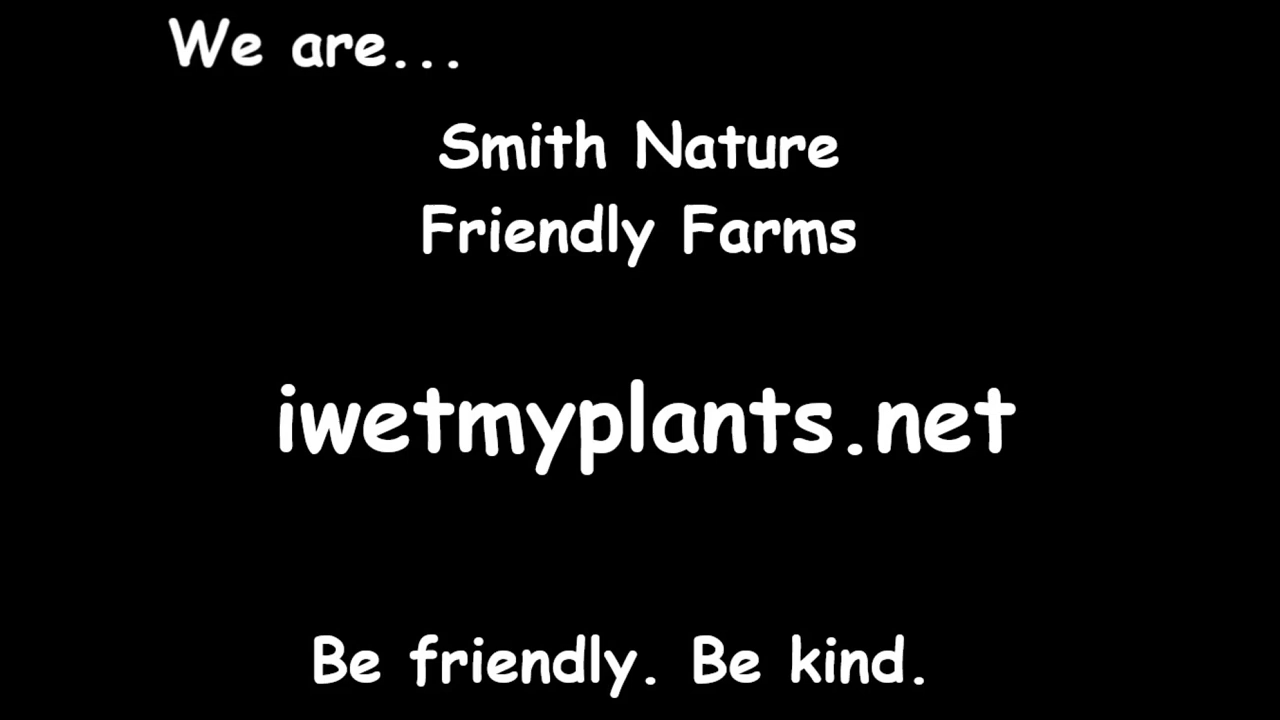 We are...
Smith Nature
Friendly Farms
iwetmyplants.net
Be friendly. Be kind.